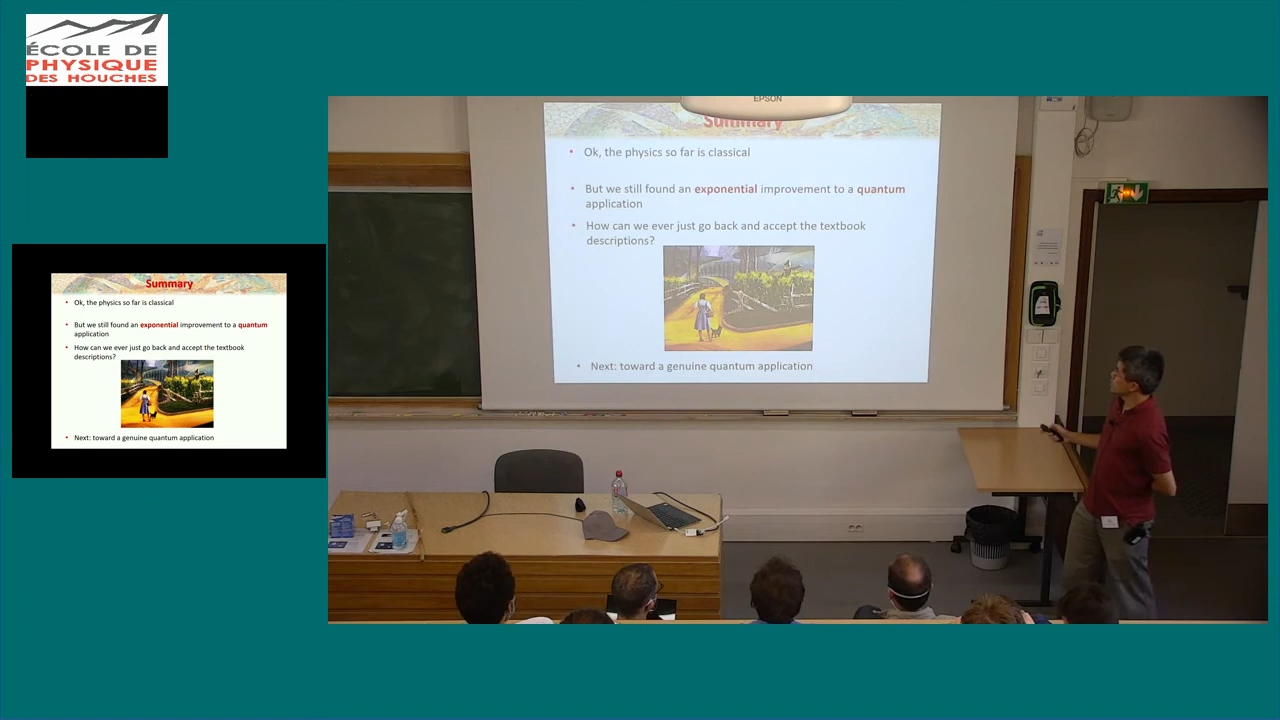 ÉCOLE DE
PHYSIQUE
DES HOUCHES
Summary
• Ok, the physics so far is classical
• But we still found an exponential improvement to a quantum
application
• How can we ever just go back and accept the textbook
descriptions?
• Next: toward a genuine quantum application
EPSON
Summary
• Ok, the physics so far is classical
• But we still found an exponential improvement to a quantum
application
• How can we ever just go back and accept the textbook
descriptions?
• Next: toward a genuine quantum application